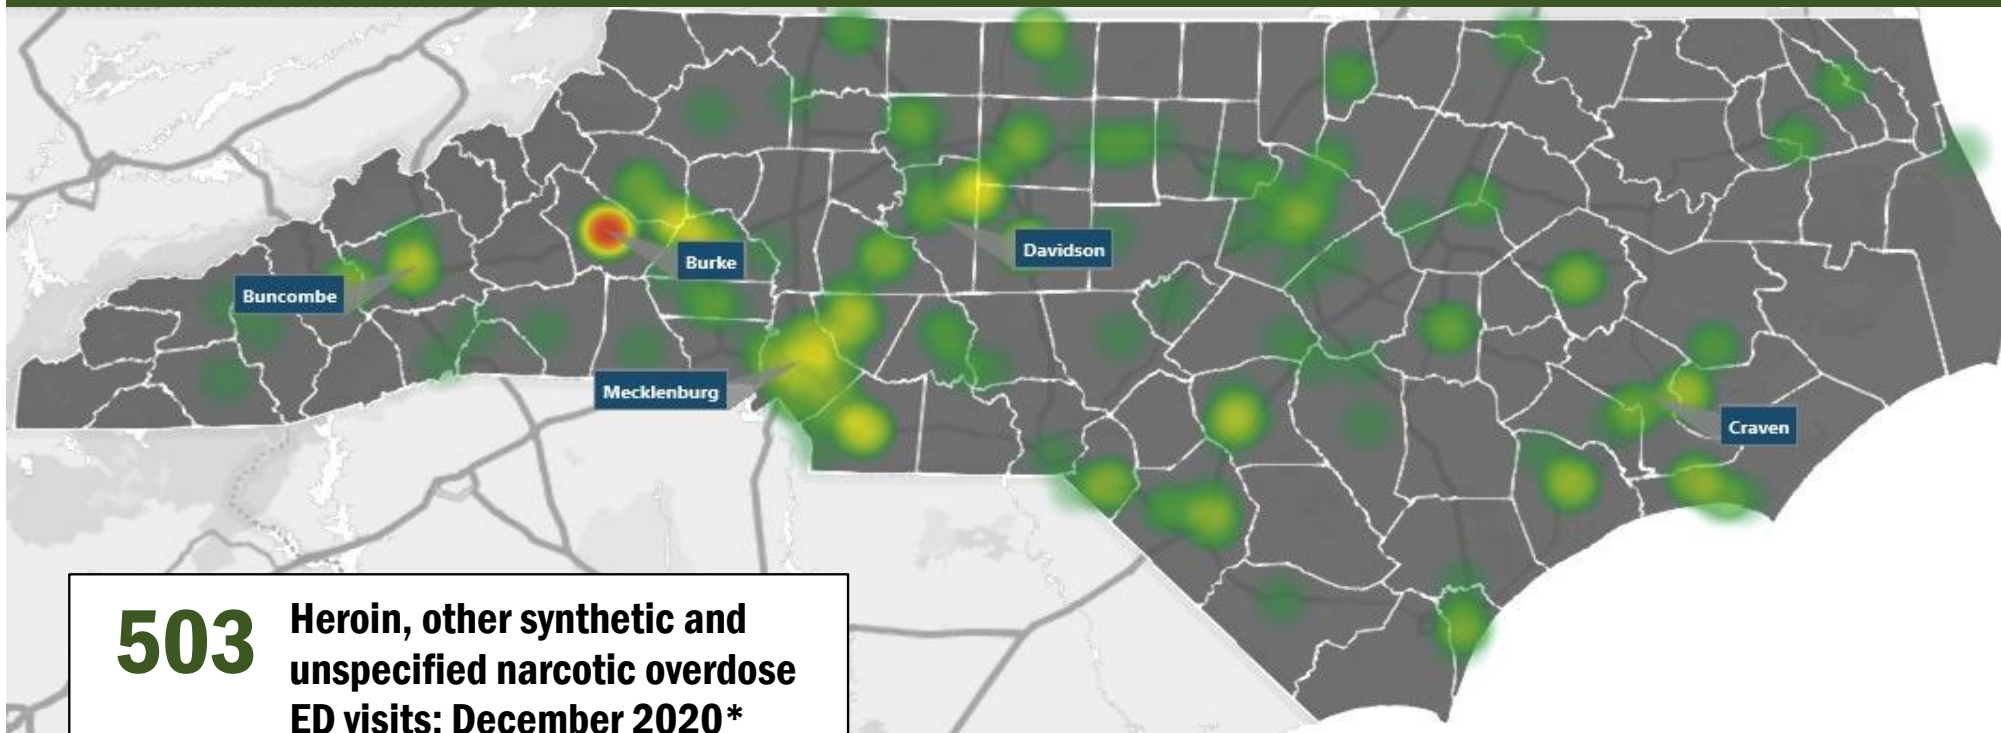 Burke
Davidson
Buncombe
Mecklenburg
Craven
503
Heroin, other synthetic and
unspecified narcotic overdose
ED visits: December 2020*